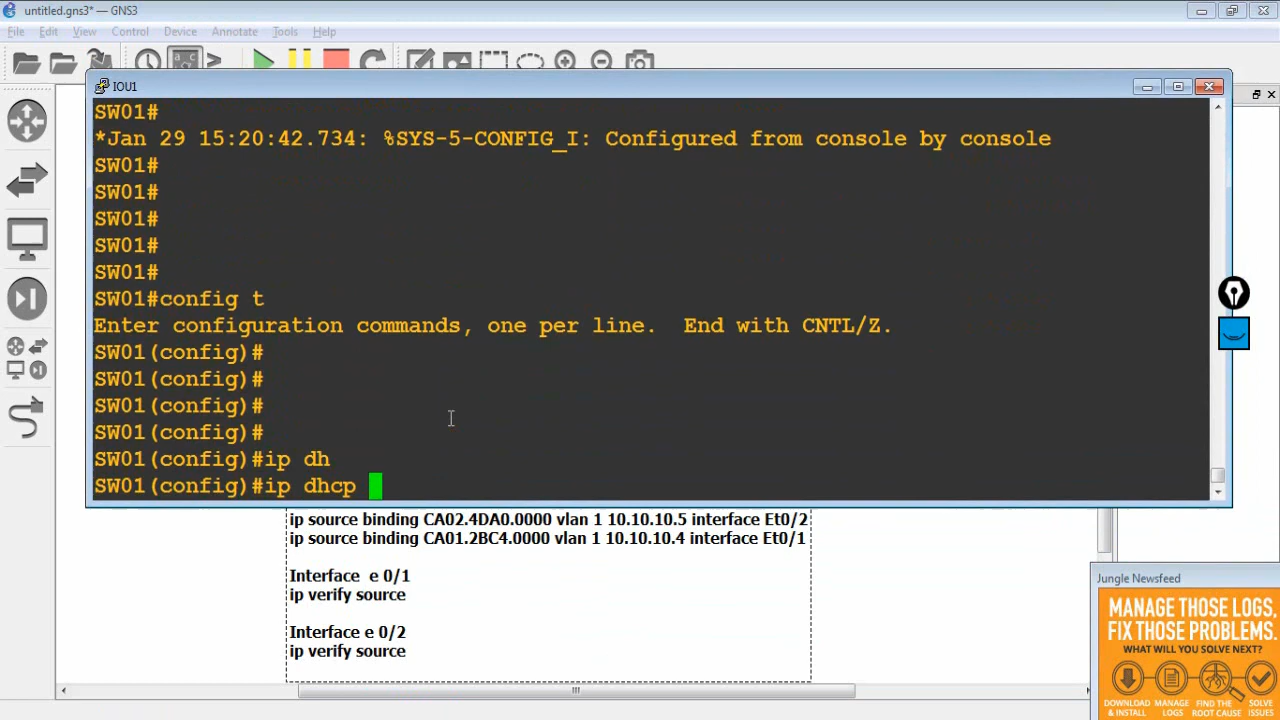 untitled.gns3* — GNS3
File Edit View Control Device Annotate Tools Help
IOU1
SW01#
*Jan 29 15:20:42.734: %SYS-5-CONFIG_I: Configured from console by console
SW01#
SW01#
SW01#
SW01#
SW01#
SW01#config t
Enter configuration commands, one per line.  End with CNTL/Z.
SW01(config)#
SW01(config)#
SW01(config)#
SW01(config)#
SW01(config)#ip dh
SW01(config)#ip dhcp
ip source binding CA02.4DA0.0000 vlan 1 10.10.10.5 interface Et0/2
ip source binding CA01.2BC4.0000 vlan 1 10.10.10.4 interface Et0/1
Interface  e 0/1
ip verify source
Interface e 0/2
ip verify source
Jungle Newsfeed
MANAGE THOSE LOGS.
FIX THOSE PROBLEMS.
WHAT WILL YOU SOLVE NEXT?
DOWNLOAD & INSTALL
MANAGE LOGS
FIND THE ROOT CAUSE
SOLVE ISSUES